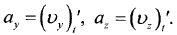 a_y = (υ_y)_t′, a_z = (υ_z)_t′.